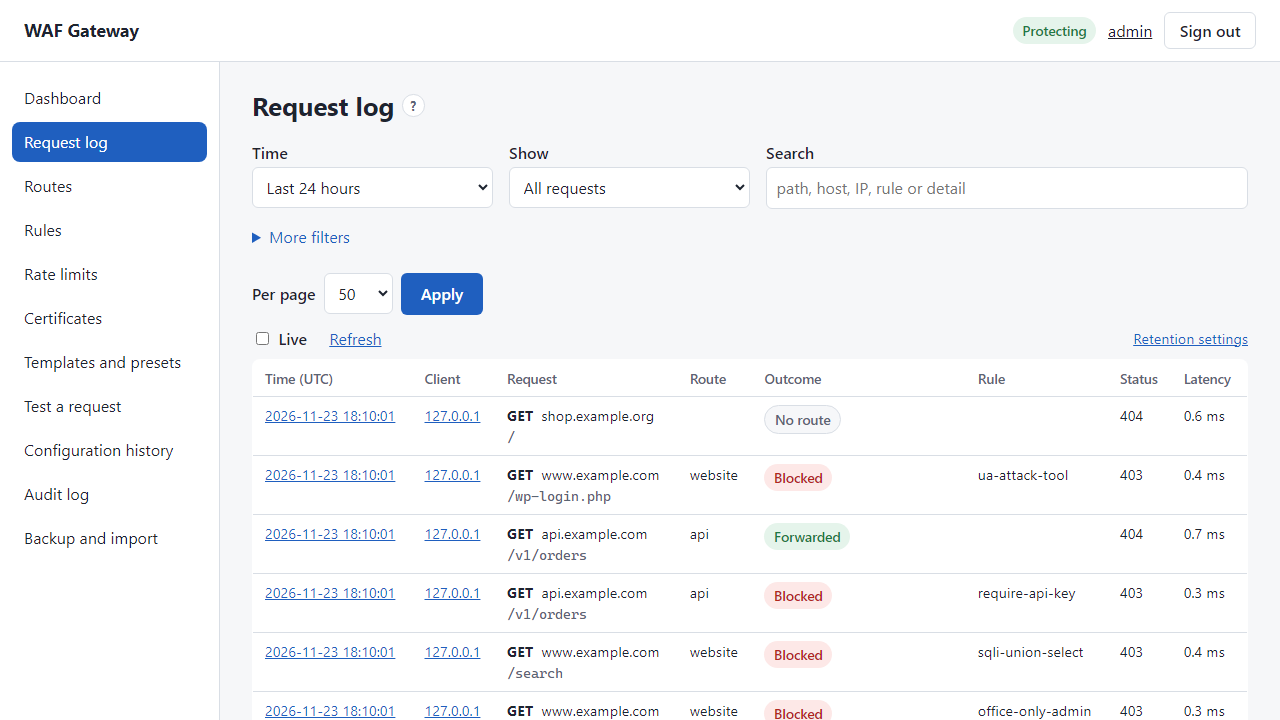 WAF Gateway
Protecting admin Sign out
Dashboard
Request log
Routes
Rules
Rate limits
Certificates
Templates and presets
Test a request
Configuration history
Audit log
Backup and import
Request log ?
Time Show Search
Last 24 hours All requests path, host, IP, rule or detail
More filters
Per page 50 Apply
Live Refresh Retention settings
Time (UTC) Client Request Route Outcome Rule Status Latency
2026-11-23 18:10:01 127.0.0.1 GET shop.example.org No route 404 0.6 ms
/
2026-11-23 18:10:01 127.0.0.1 GET www.example.com website Blocked ua-attack-tool 403 0.4 ms
/wp-login.php
2026-11-23 18:10:01 127.0.0.1 GET api.example.com api Forwarded 404 0.7 ms
/v1/orders
2026-11-23 18:10:01 127.0.0.1 GET api.example.com api Blocked require-api-key 403 0.3 ms
/v1/orders
2026-11-23 18:10:01 127.0.0.1 GET www.example.com website Blocked sqli-union-select 403 0.4 ms
/search
2026-11-23 18:10:01 127.0.0.1 GET www.example.com website Blocked office-only-admin 403 0.3 ms